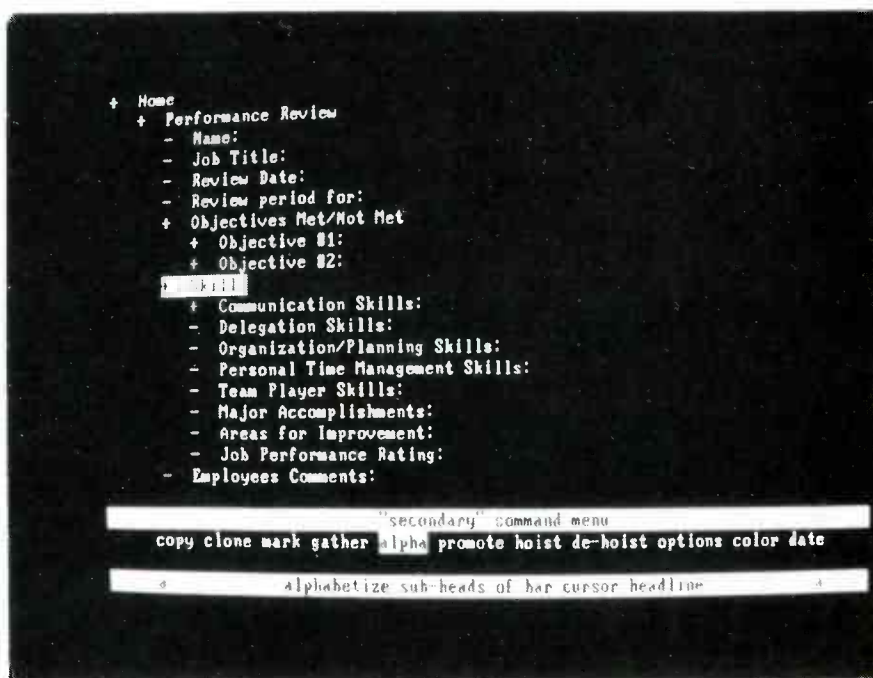 + Home
+ Performance Review
- Name:
- Job Title:
- Review Date:
- Review period for:
+ Objectives Met/Not Met
+ Objective #1:
+ Objective #2:
+ Skill
+ Communication Skills:
- Delegation Skills:
- Organization/Planning Skills:
- Personal Time Management Skills:
- Team Player Skills:
- Major Accomplishments:
- Areas for Improvement:
- Job Performance Rating:
- Employees Comments:
"secondary" command menu
copy clone mark gather alpha promote hoist de-hoist options color date
alphabetize sub-heads of bar cursor headline